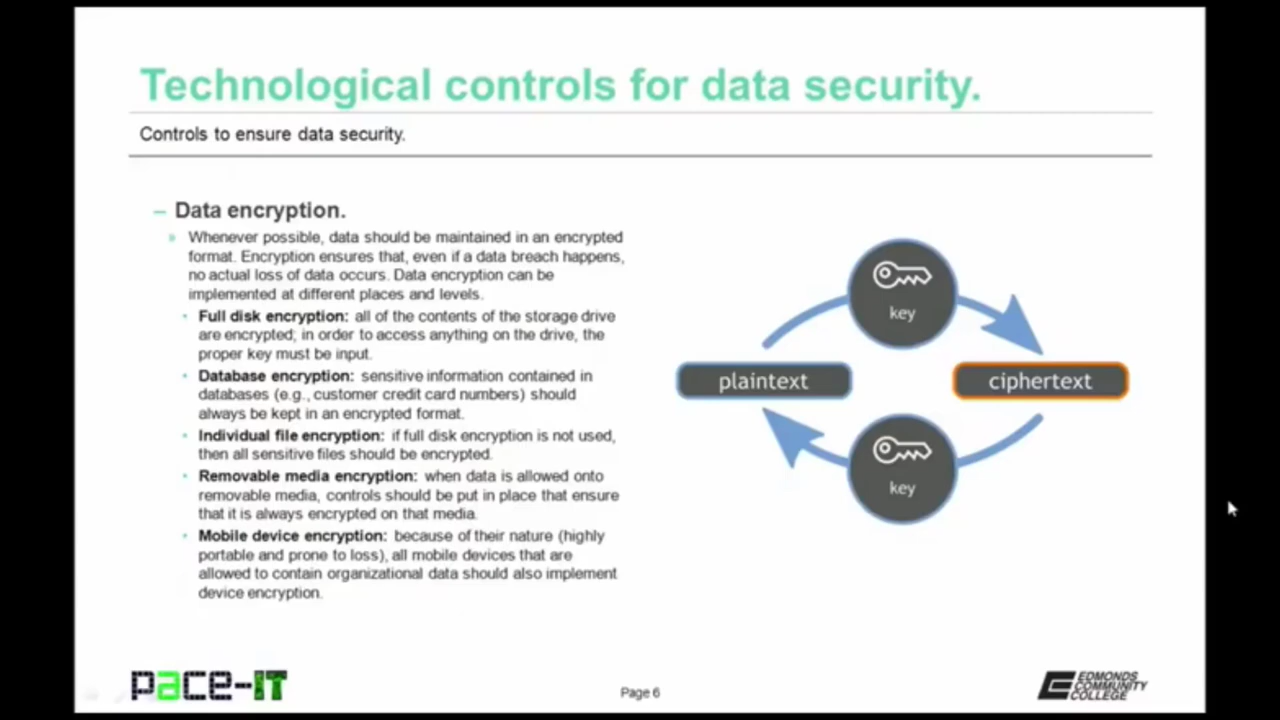 Technological controls for data security.
Controls to ensure data security.
– Data encryption.
» Whenever possible, data should be maintained in an encrypted
format. Encryption ensures that, even if a data breach happens,
no actual loss of data occurs. Data encryption can be
implemented at different places and levels.
• Full disk encryption: all of the contents of the storage drive
are encrypted; in order to access anything on the drive, the
proper key must be input.
• Database encryption: sensitive information contained in
databases (e.g., customer credit card numbers) should
always be kept in an encrypted format.
• Individual file encryption: if full disk encryption is not used,
then all sensitive files should be encrypted.
• Removable media encryption: when data is allowed onto
removable media, controls should be put in place that ensure
that it is always encrypted on that media.
• Mobile device encryption: because of their nature (highly
portable and prone to loss), all mobile devices that are
allowed to contain organizational data should also implement
device encryption.
key
plaintext
ciphertext
key
pace-IT
Page 6
EDMONDS
COMMUNITY
COLLEGE